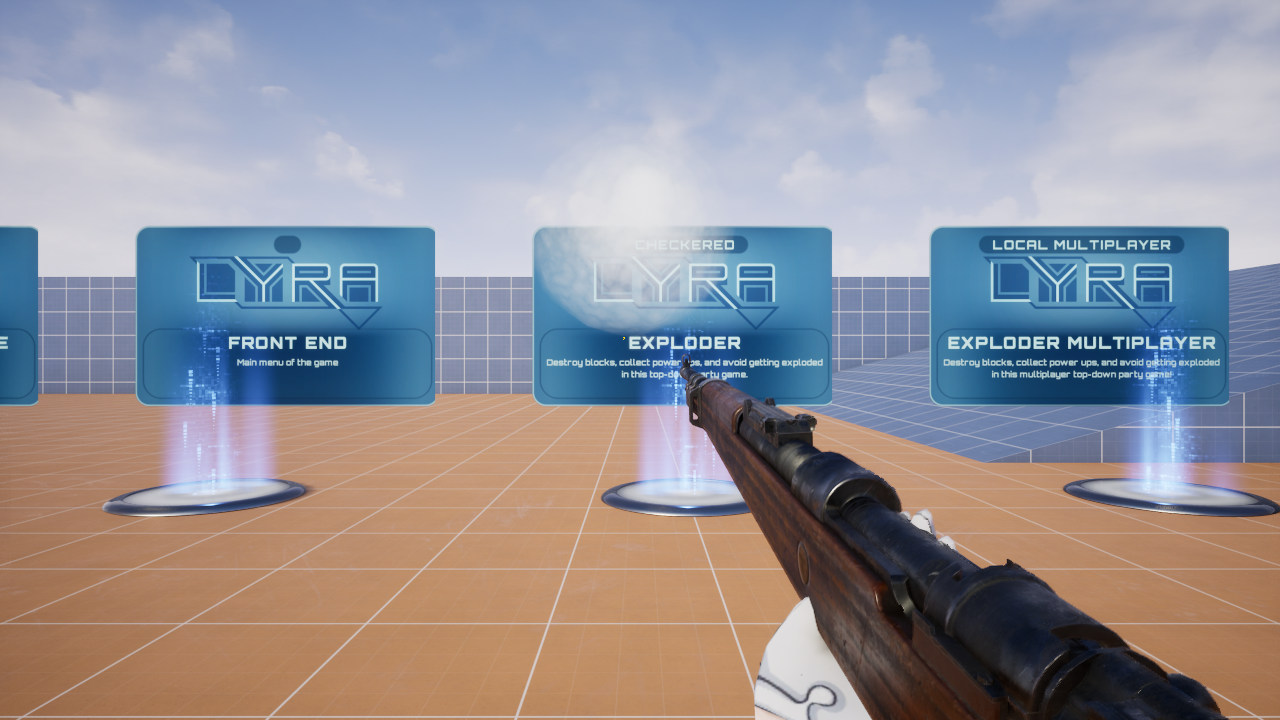 E
LYRA
FRONT END
Main menu of the game
CHECKERED
LYRA
EXPLODER
Destroy blocks, collect power ups, and avoid getting exploded
in this top-down party game.
LOCAL MULTIPLAYER
LYRA
EXPLODER MULTIPLAYER
Destroy blocks, collect power ups, and avoid getting exploded
in this multiplayer top-down party game!